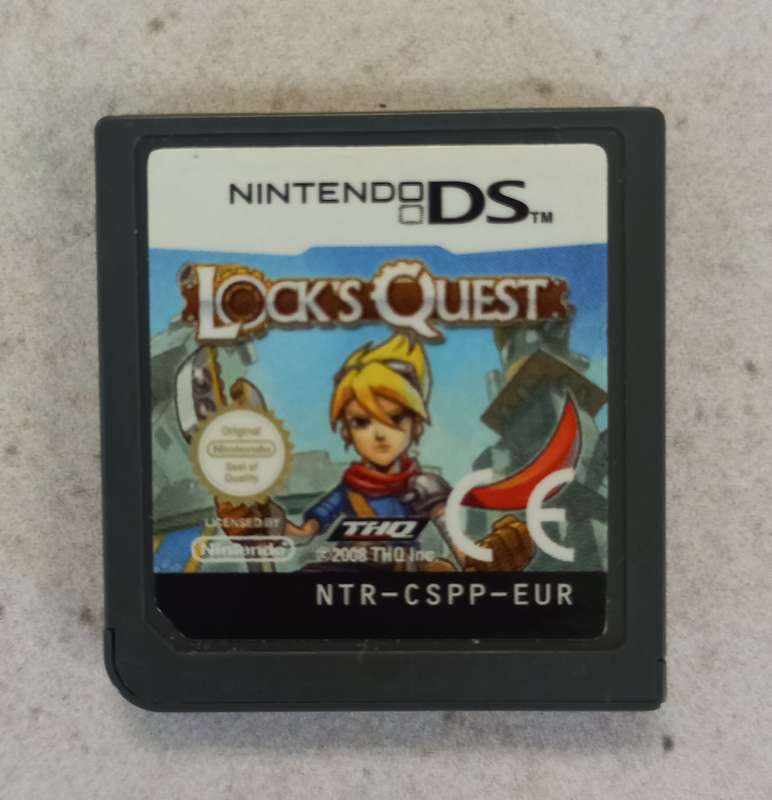 NINTENDO DS™
LOCK'S QUEST
Original
Nintendo
Seal of
Quality
LICENSED BY
Nintendo
THQ
©2008 THQ Inc.
CE
NTR-CSPP-EUR